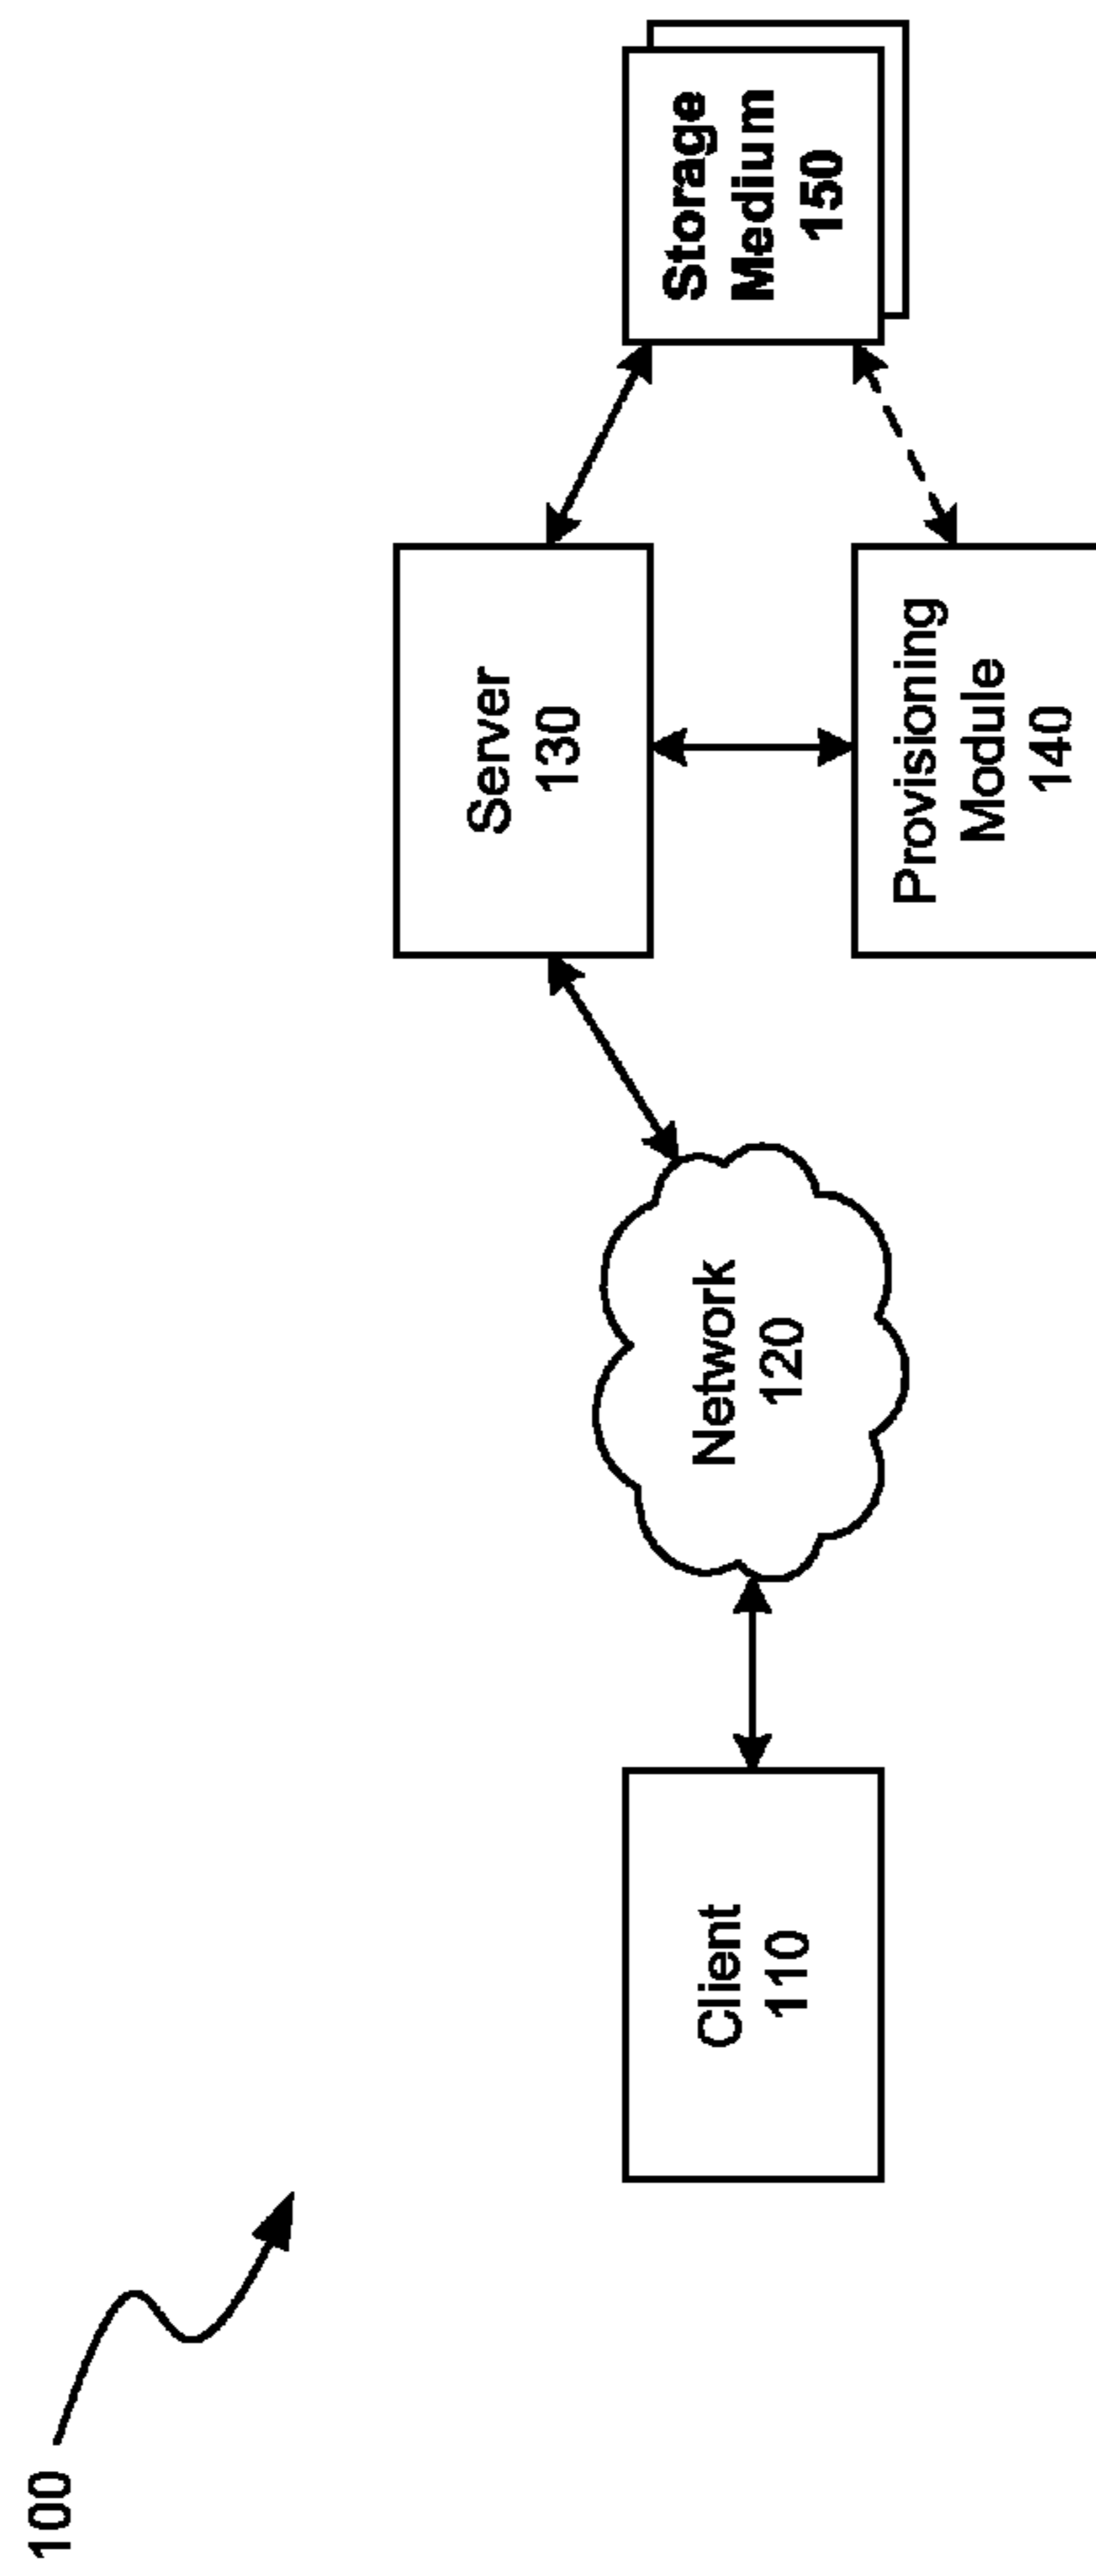 100
Client
110
Network
120
Server
130
Provisioning
Module
140
Storage
Medium
150